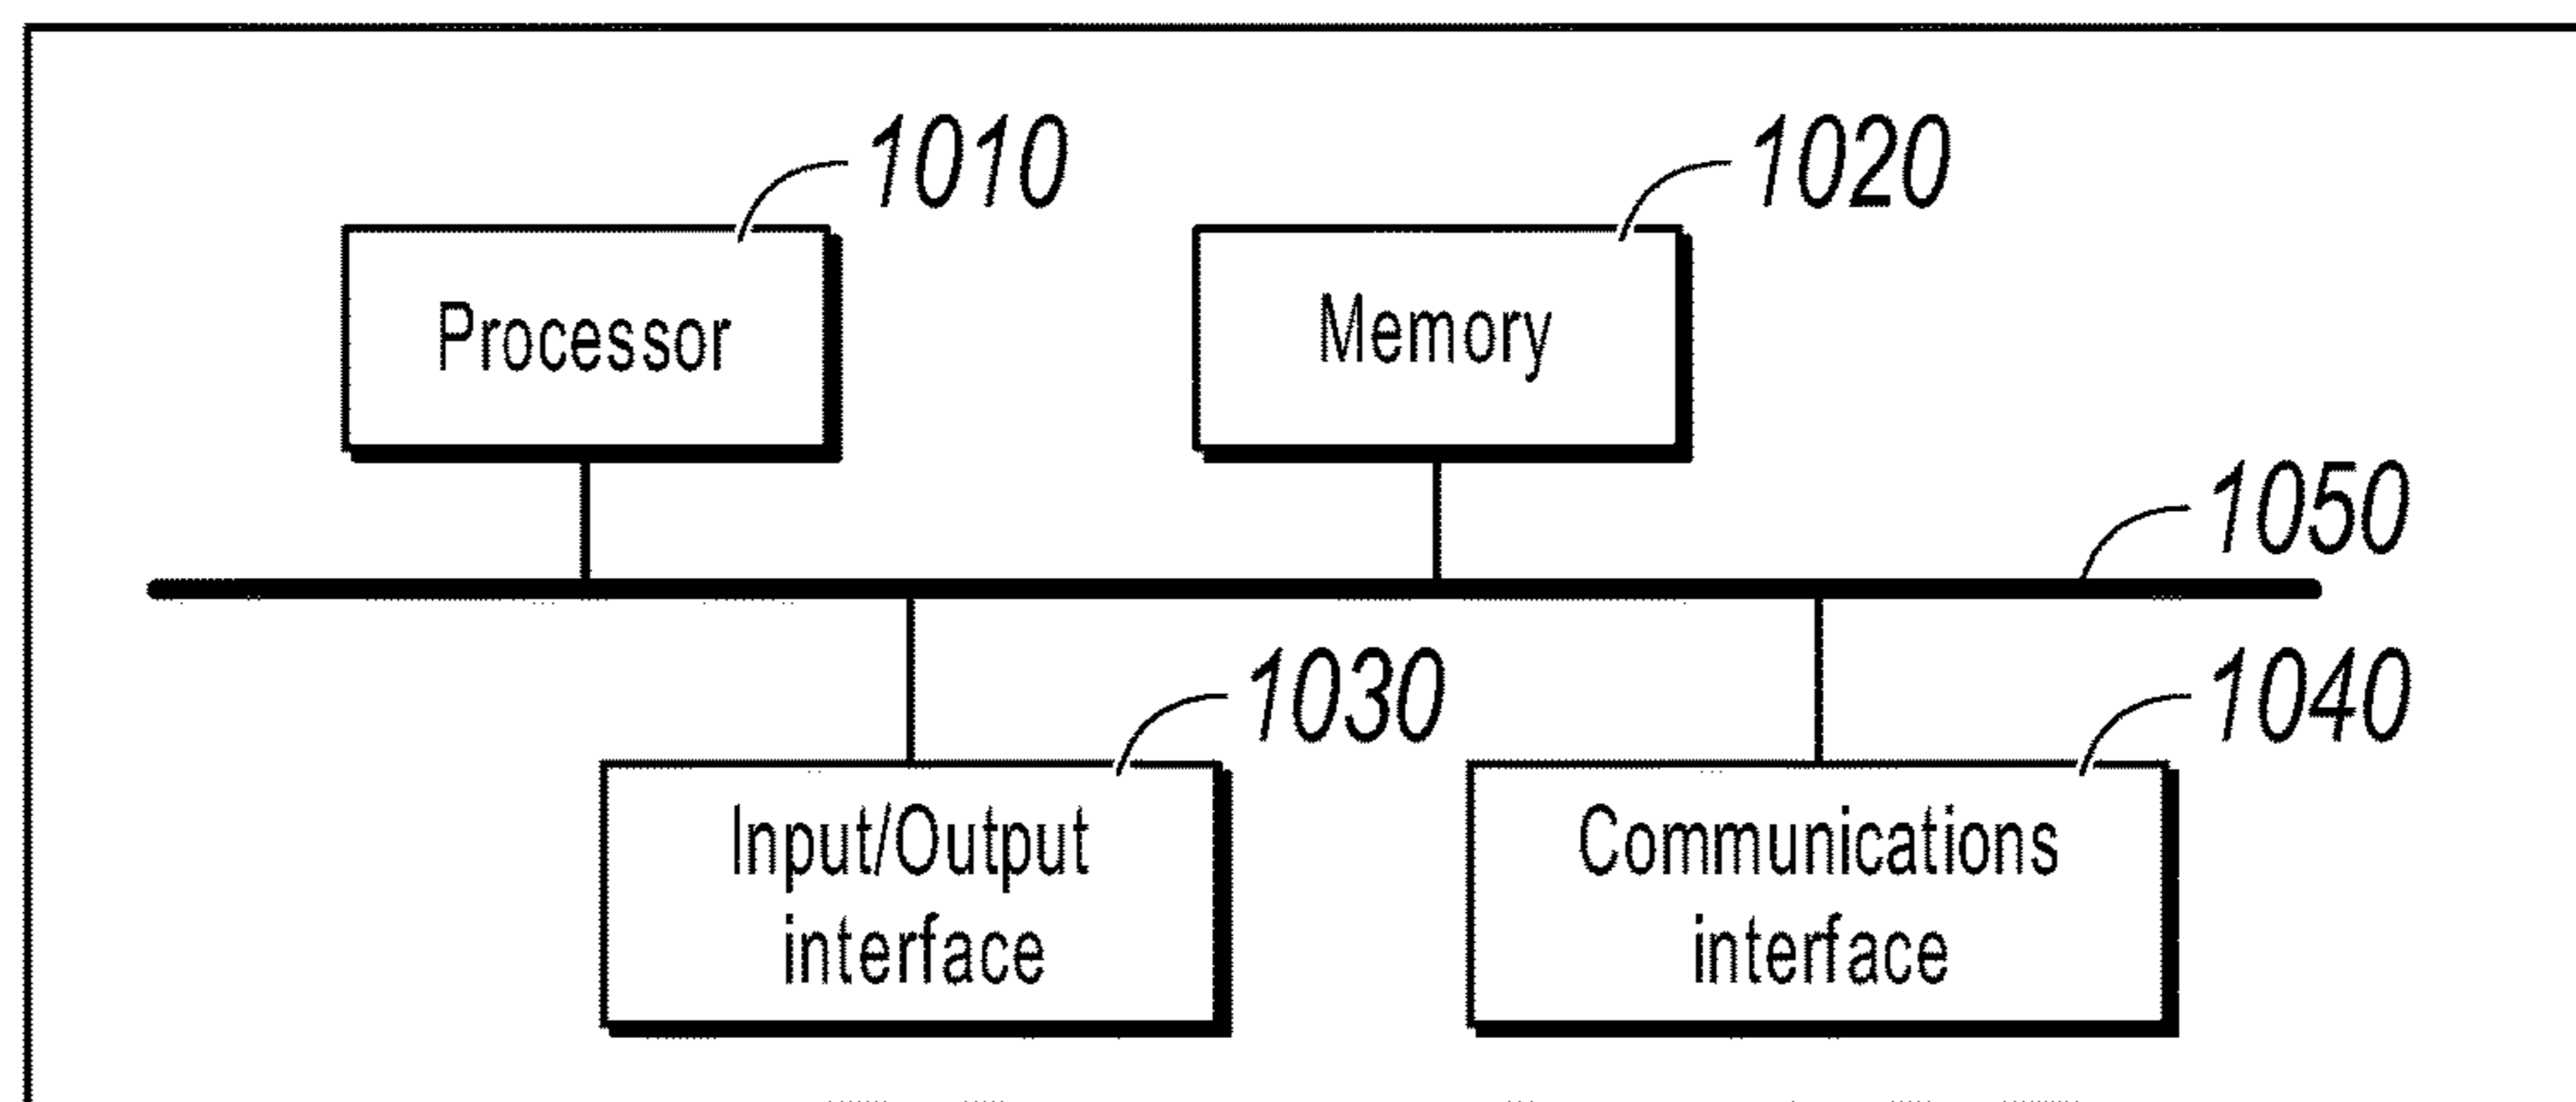 1010
1020
Processor
Memory
1050
1030
1040
Input/Output
interface
Communications
interface